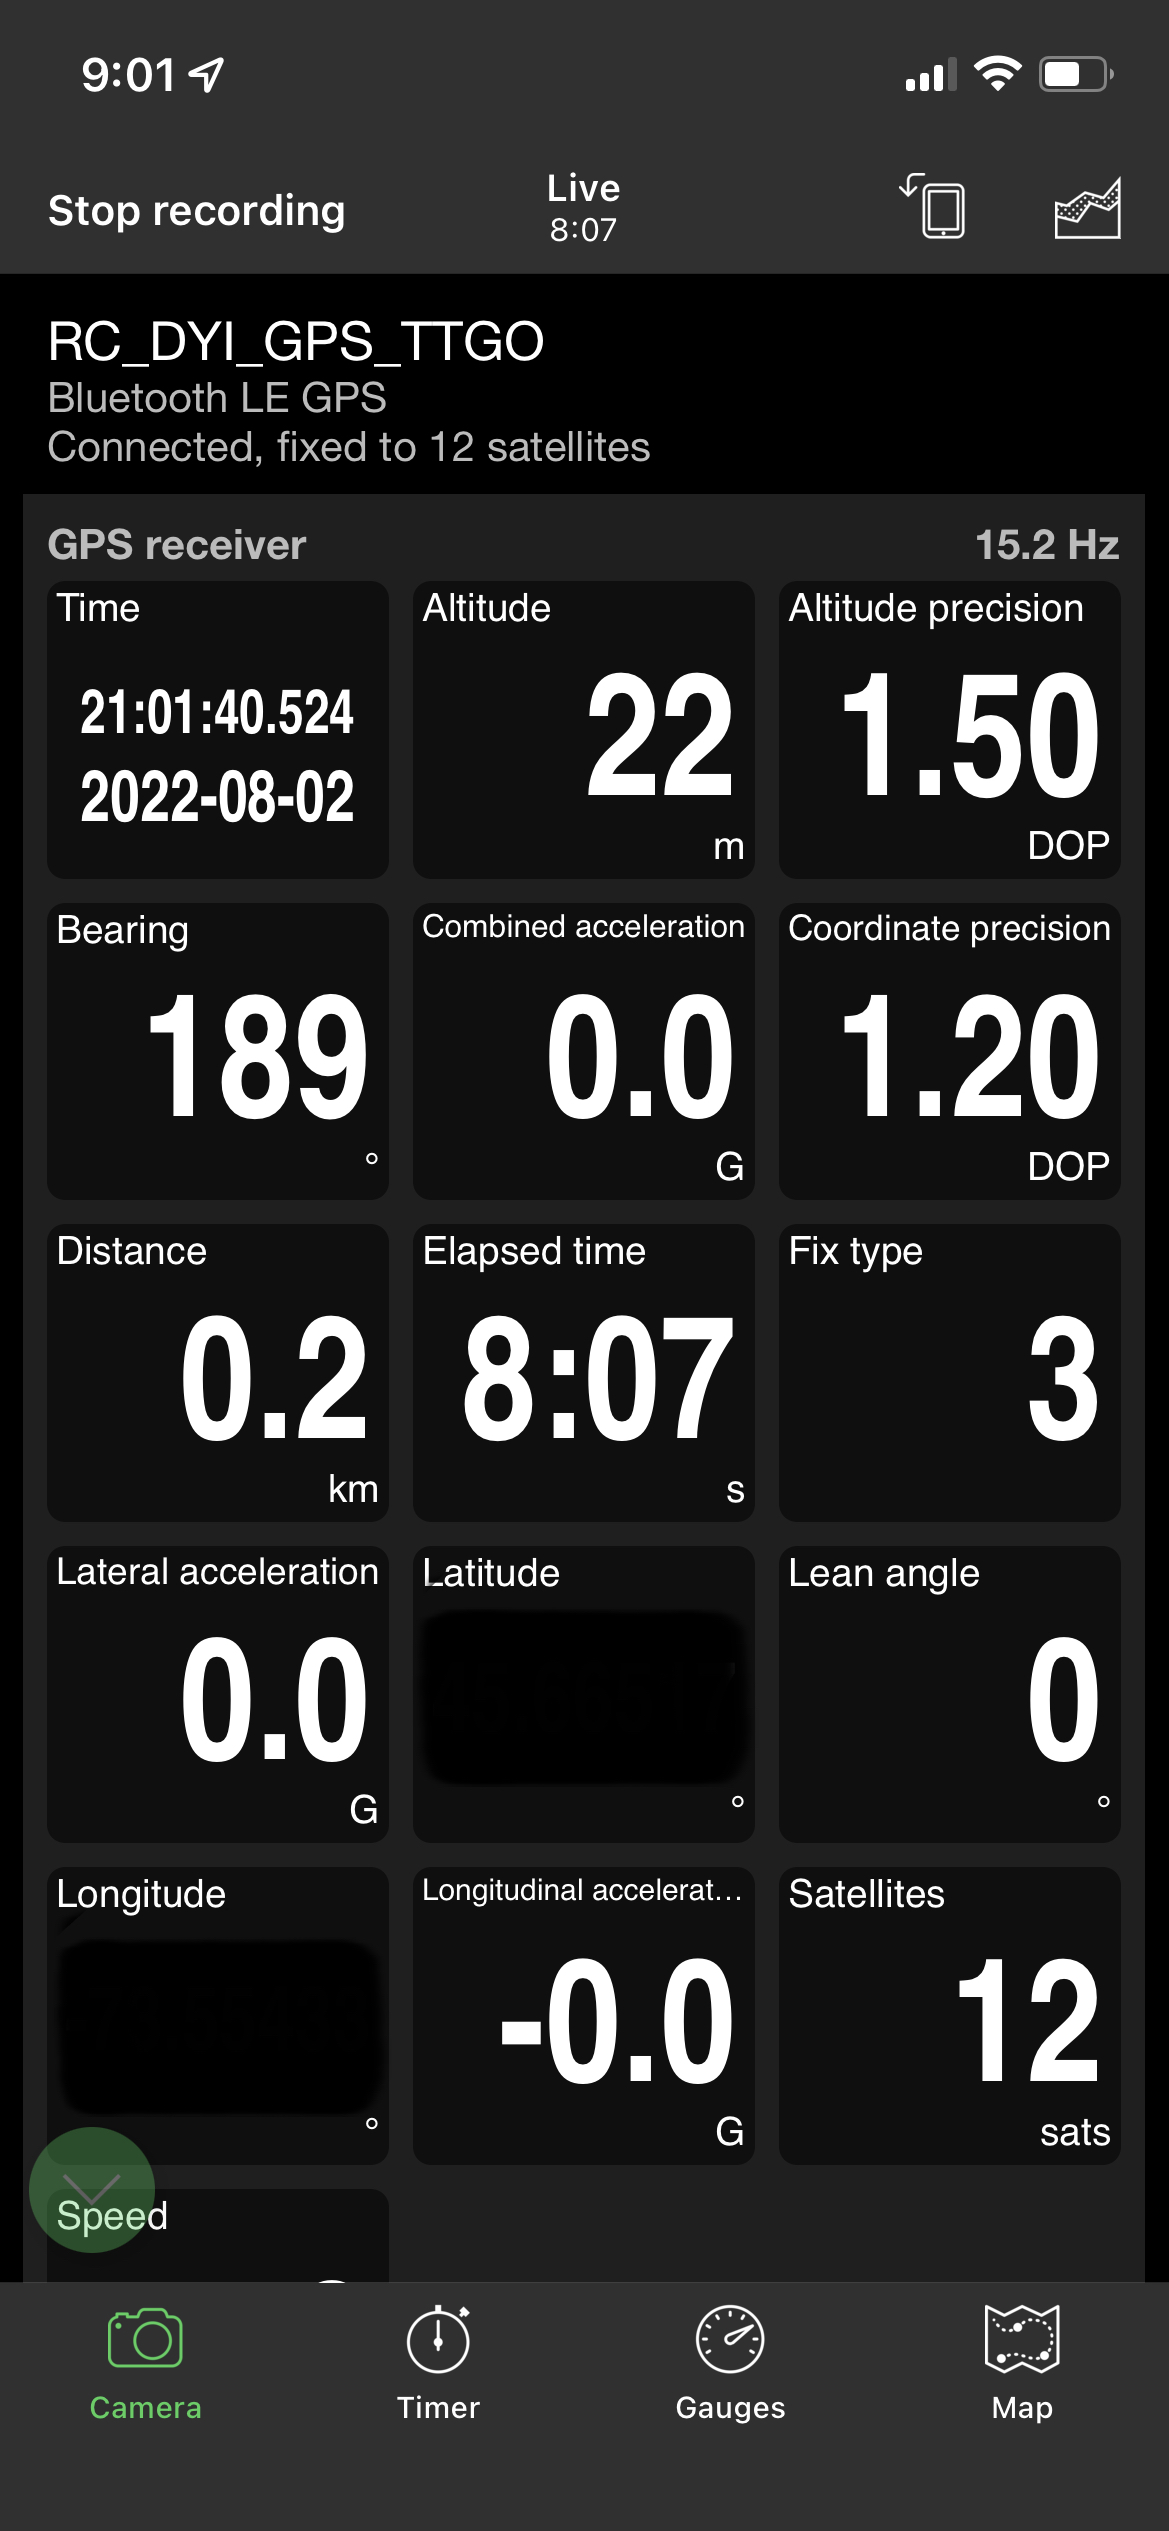 9:01
Stop recording
Live
8:07
RC_DYI_GPS_TTGO
Bluetooth LE GPS
Connected, fixed to 12 satellites
GPS receiver
15.2 Hz
Time
21:01:40.524
2022-08-02
Altitude
22
m
Altitude precision
1.50
DOP
Bearing
189
°
Combined acceleration
0.0
G
Coordinate precision
1.20
DOP
Distance
0.2
km
Elapsed time
8:07
s
Fix type
3
Lateral acceleration
0.0
G
Latitude
°
Lean angle
0
°
Longitude
°
Longitudinal accelerat...
-0.0
G
Satellites
12
sats
Speed
Camera
Timer
Gauges
Map